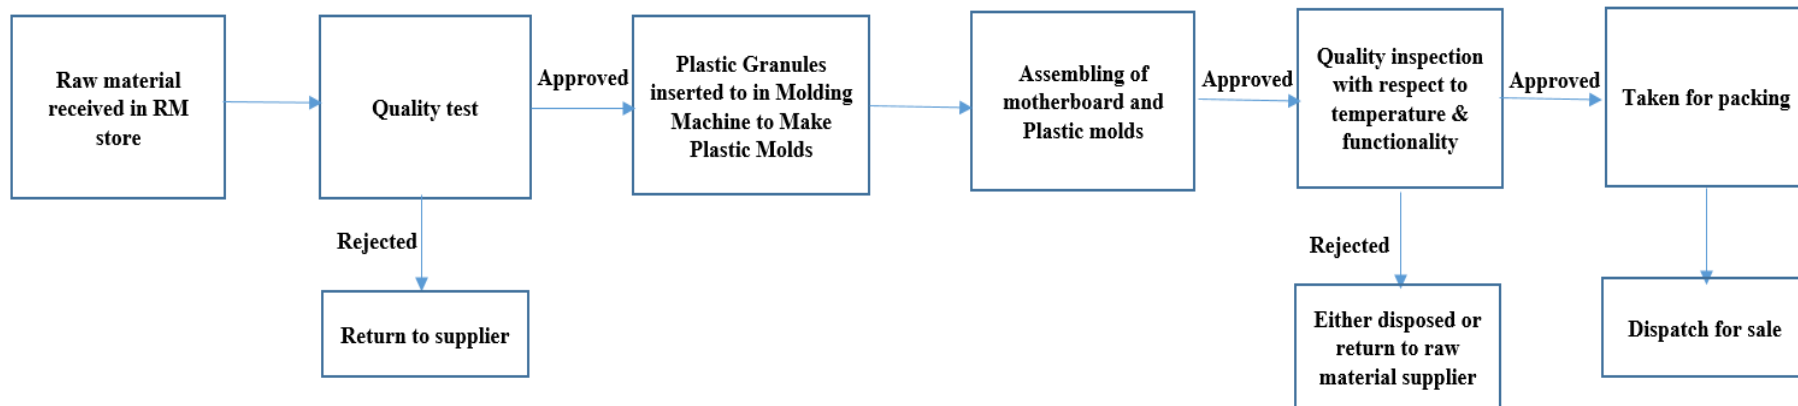 Raw material
received in RM
store
Quality test
Approved
Plastic Granules
inserted to in Molding
Machine to Make
Plastic Molds
Assembling of
motherboard and
Plastic molds
Approved
Quality inspection
with respect to
temperature &
functionality
Approved
Taken for packing
Rejected
Return to supplier
Rejected
Either disposed or
return to raw
material supplier
Dispatch for sale